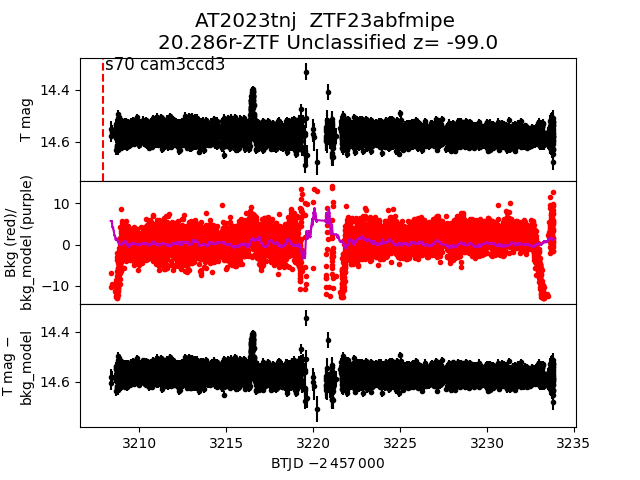 AT2023tnj  ZTF23abfmipe
20.286r-ZTF Unclassified z= -99.0
s70 cam3ccd3
T mag
14.4
14.6
Bkg (red)/
bkg_model (purple)
10
0
−10
T mag −
bkg_model
14.4
14.6
3210
3215
3220
3225
3230
3235
BTJD −2 457 000